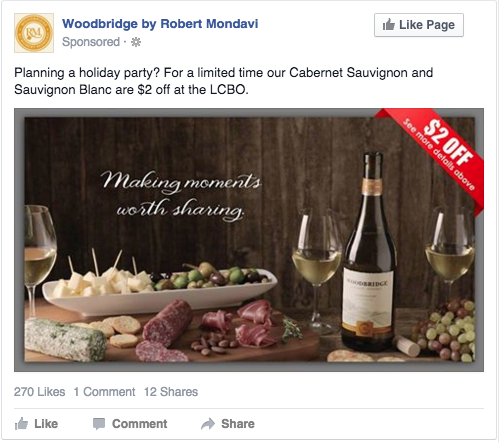 Woodbridge by Robert Mondavi
Sponsored ·
Like Page
Planning a holiday party? For a limited time our Cabernet Sauvignon and
Sauvignon Blanc are $2 off at the LCBO.
$2 OFF
See more details above
Making moments
worth sharing.
WOODBRIDGE
270 Likes 1 Comment 12 Shares
Like Comment Share